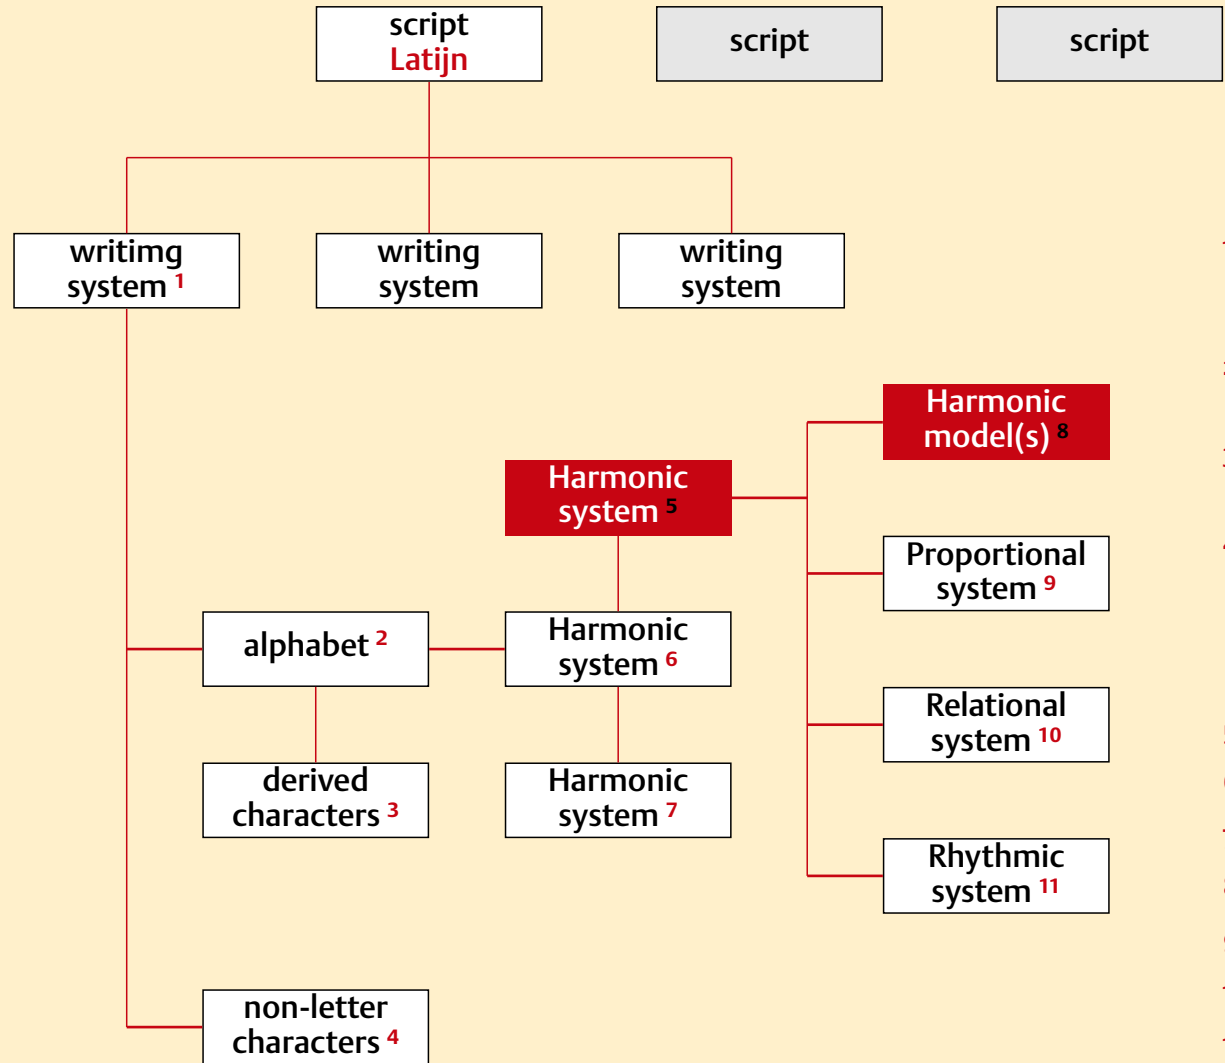 script
Latijn
script
script
writimg
system 1
writing
system
writing
system
Harmonic
model(s) 8
Harmonic
system 5
Proportional
system 9
alphabet 2
Harmonic
system 6
Relational
system 10
derived
characters 3
Harmonic
system 7
Rhythmic
system 11
non-letter
characters 4